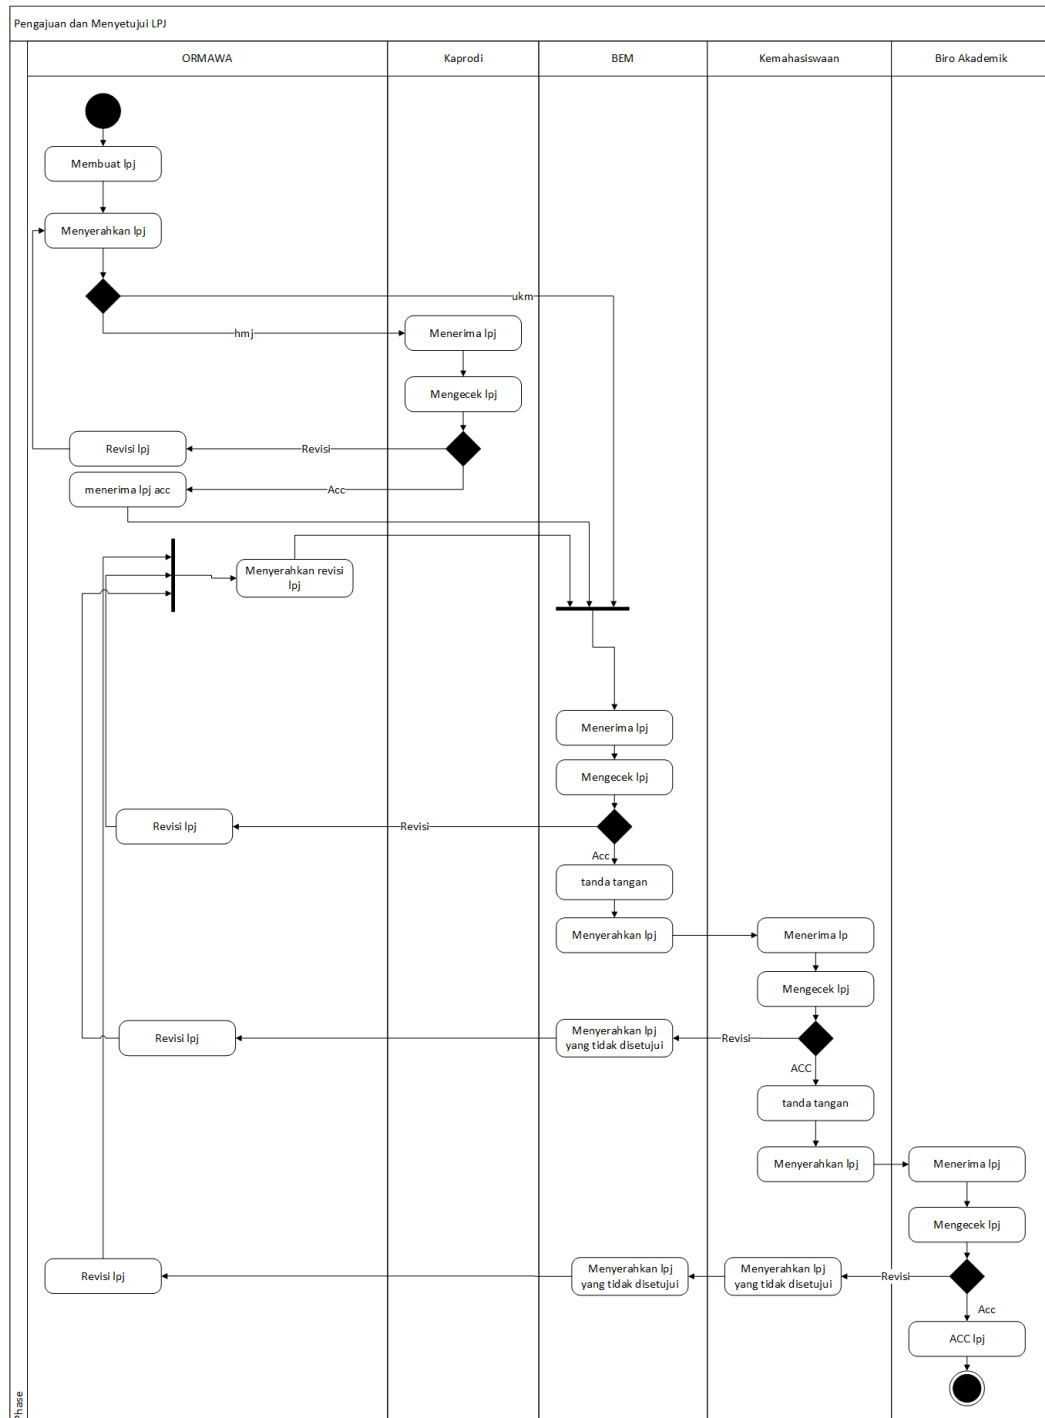 Pengajuan dan Menyetujui LPJ
ORMAWA
Kaprodi
BEM
Kemahasiswaan
Biro Akademik
Membuat lpj
Menyerahkan lpj
ukm
hmj
Menerima lpj
Mengecek lpj
Revisi lpj
Revisi
menerima lpj acc
Acc
Menyerahkan revisi
lpj
Menerima lpj
Mengecek lpj
Revisi lpj
Revisi
Acc
tanda tangan
Menyerahkan lpj
Menerima lp
Mengecek lpj
Revisi lpj
Menyerahkan lpj
yang tidak disetujui
Revisi
ACC
tanda tangan
Menyerahkan lpj
Menerima lpj
Mengecek lpj
Revisi lpj
Menyerahkan lpj
yang tidak disetujui
Menyerahkan lpj
yang tidak disetujui
Revisi
Acc
ACC lpj
Phase